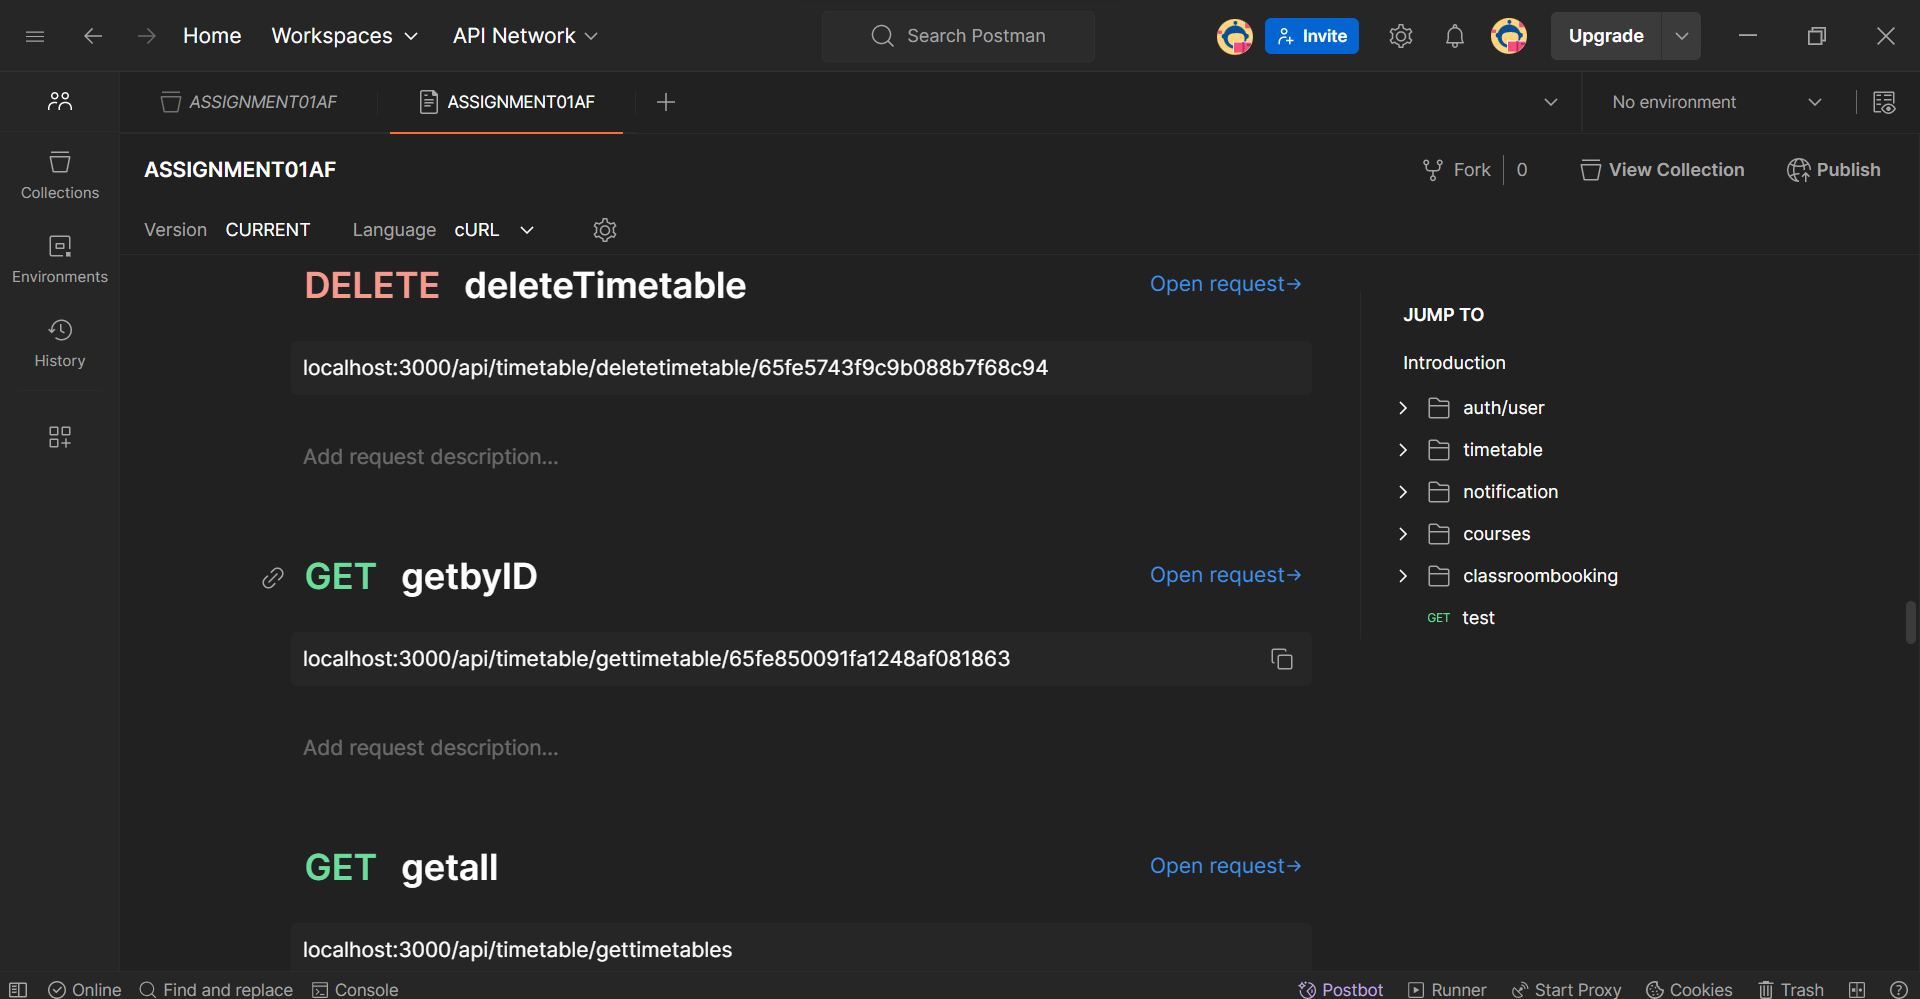 Home Workspaces API Network Search Postman Invite Upgrade
ASSIGNMENT01AF ASSIGNMENT01AF No environment
ASSIGNMENT01AF Fork 0 View Collection Publish
Collections
Version CURRENT Language cURL
Environments
History
DELETE deleteTimetable Open request→
localhost:3000/api/timetable/deletetimetable/65fe5743f9c9b088b7f68c94
Add request description...
GET getbyID Open request→
localhost:3000/api/timetable/gettimetable/65fe850091fa1248af081863
Add request description...
GET getall Open request→
localhost:3000/api/timetable/gettimetables
JUMP TO
Introduction
auth/user
timetable
notification
courses
classroombooking
GET test
Online Find and replace Console Postbot Runner Start Proxy Cookies Trash